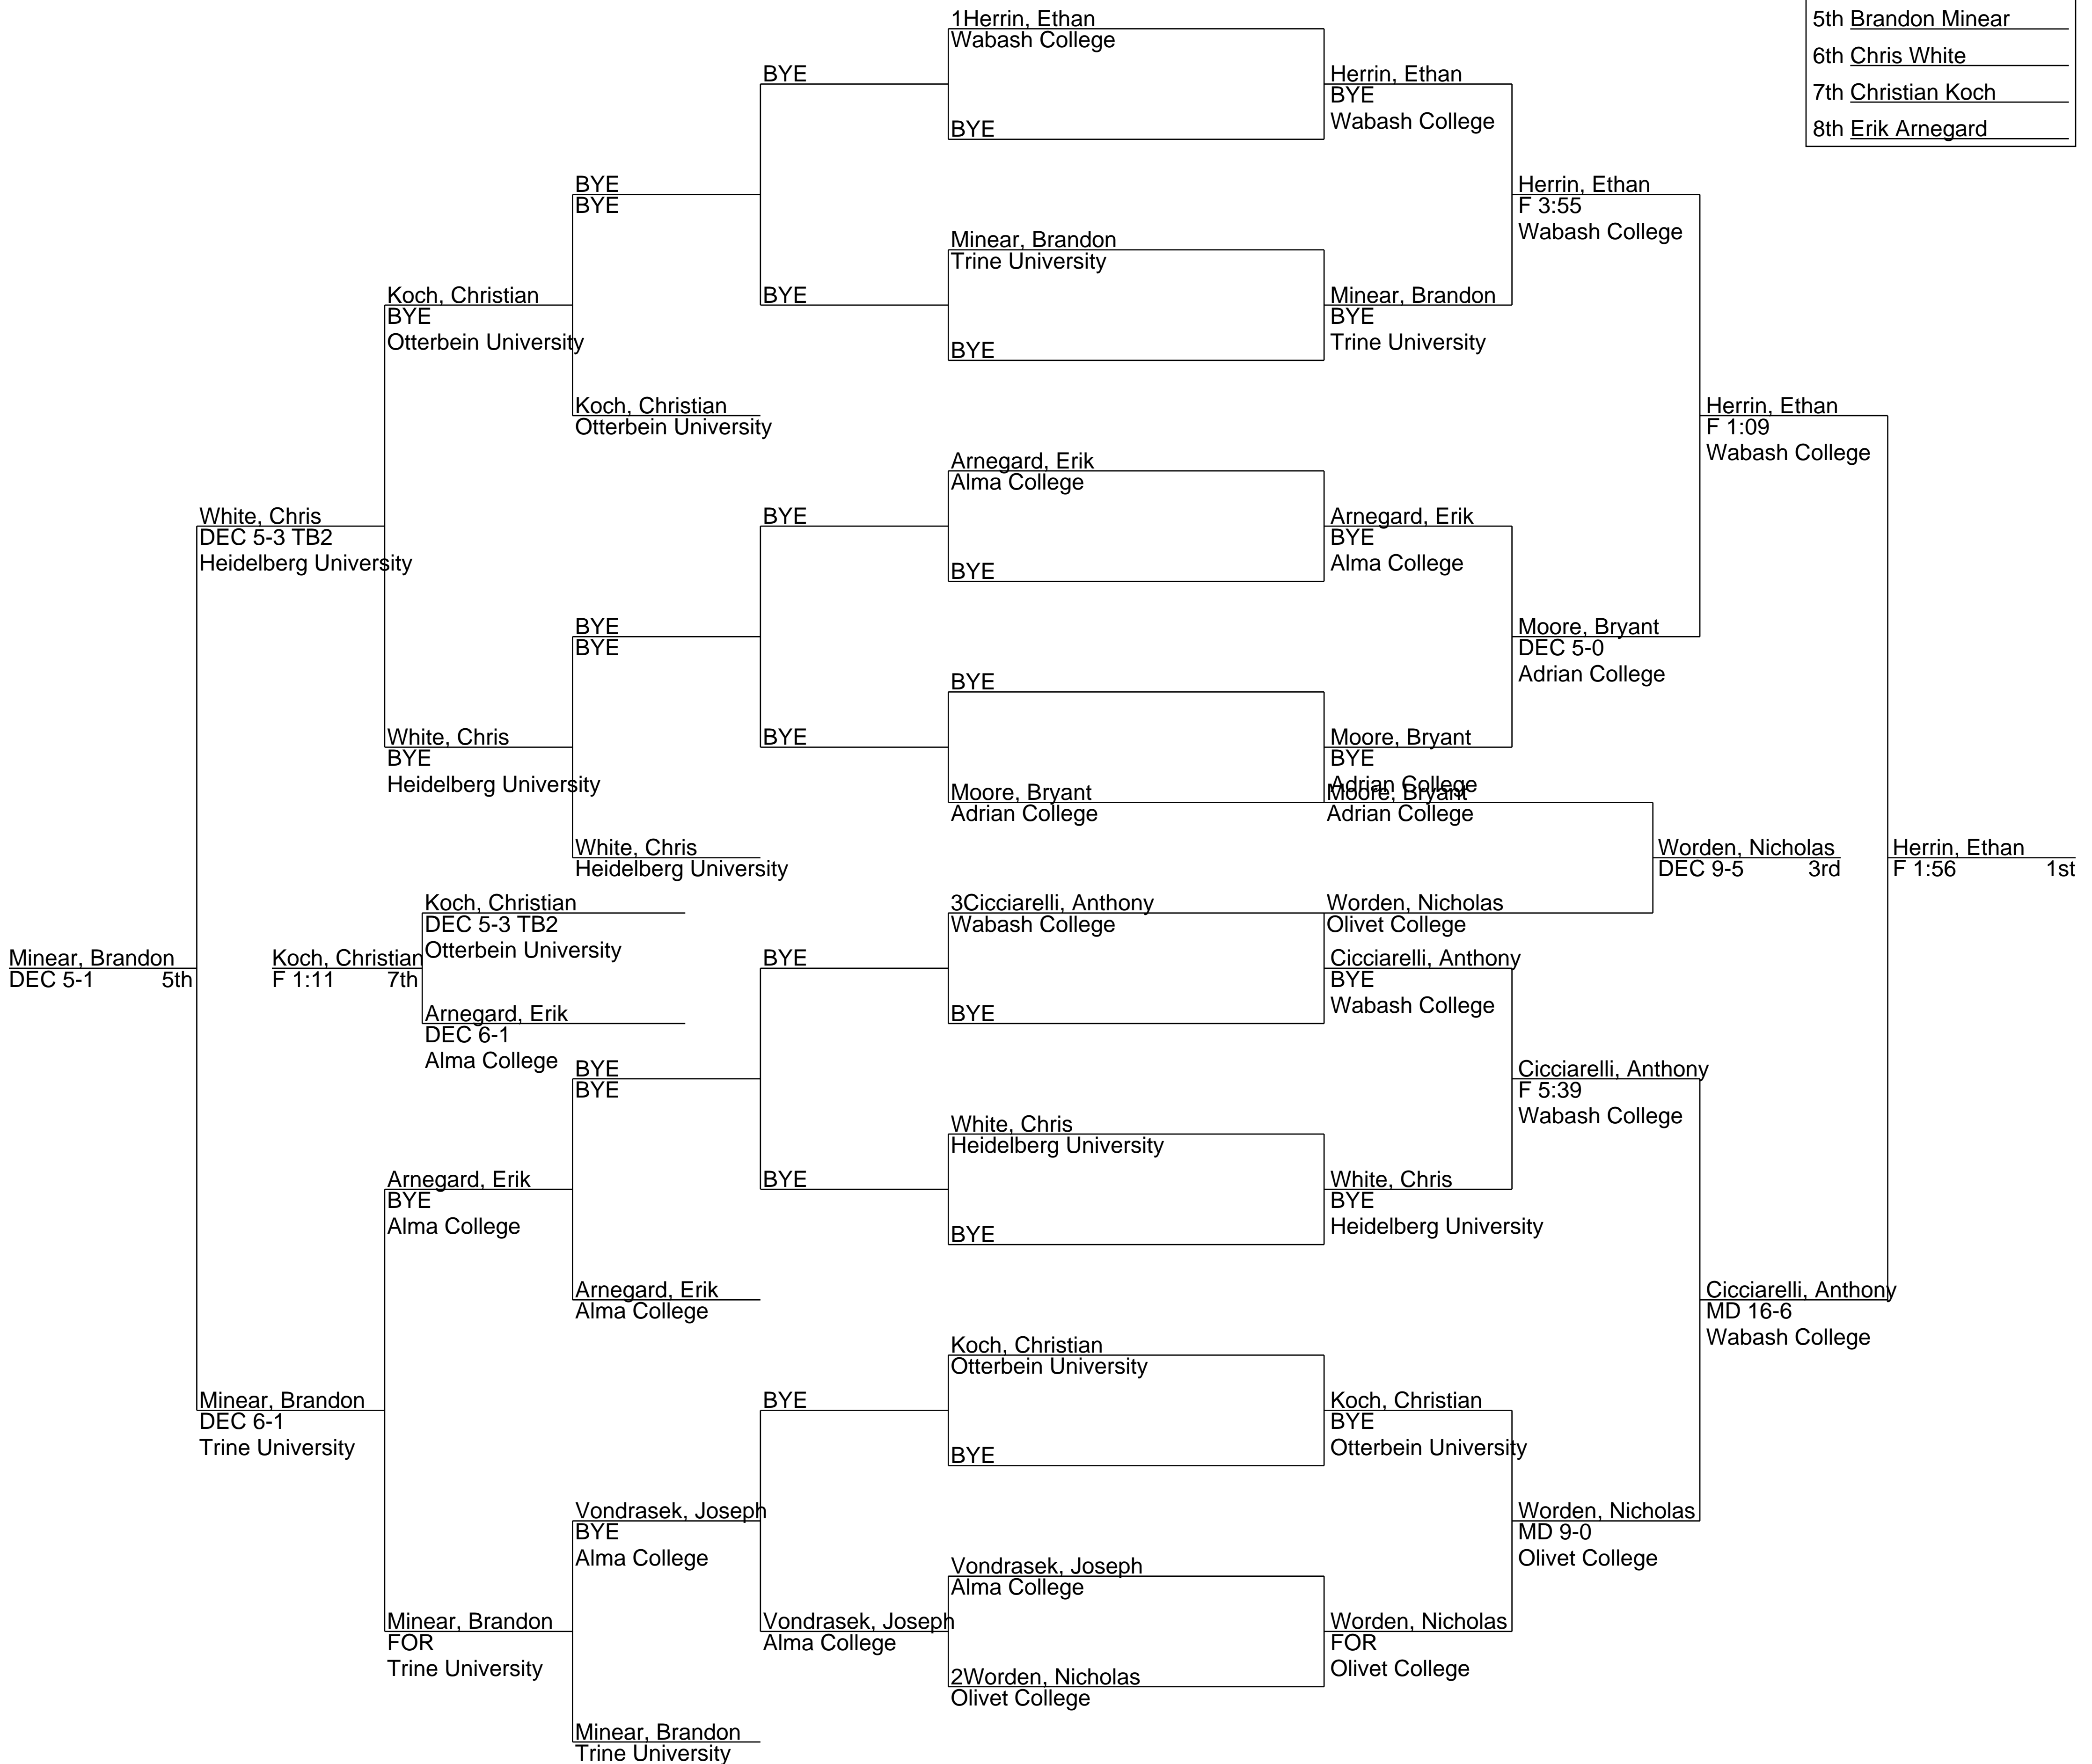 5th Brandon Minear
6th Chris White
7th Christian Koch
8th Erik Arnegard
1Herrin, Ethan
Wabash College
BYE
Herrin, Ethan
BYE
Wabash College
BYE
BYE
BYE
Herrin, Ethan
F 3:55
Wabash College
Minear, Brandon
Trine University
Koch, Christian
BYE
Otterbein University
BYE
Minear, Brandon
BYE
Trine University
BYE
Koch, Christian
Otterbein University
Herrin, Ethan
F 1:09
Wabash College
Arnegard, Erik
Alma College
White, Chris
DEC 5-3 TB2
Heidelberg University
BYE
Arnegard, Erik
BYE
Alma College
BYE
BYE
BYE
Moore, Bryant
DEC 5-0
Adrian College
BYE
White, Chris
BYE
Heidelberg University
BYE
Moore, Bryant
BYE
Adrian College
Moore, Bryant
Adrian College
Moore, Bryant
Adrian College
White, Chris
Heidelberg University
Worden, Nicholas
DEC 9-5 3rd
Herrin, Ethan
F 1:56 1st
Koch, Christian
DEC 5-3 TB2
Otterbein University
3Cicciarelli, Anthony
Wabash College
Worden, Nicholas
Olivet College
Minear, Brandon
DEC 5-1 5th
Koch, Christian
F 1:11 7th
BYE
Cicciarelli, Anthony
BYE
Wabash College
Arnegard, Erik
DEC 6-1
Alma College
BYE
BYE
BYE
Cicciarelli, Anthony
F 5:39
Wabash College
White, Chris
Heidelberg University
Arnegard, Erik
BYE
Alma College
BYE
White, Chris
BYE
Heidelberg University
BYE
Arnegard, Erik
Alma College
Cicciarelli, Anthony
MD 16-6
Wabash College
Koch, Christian
Otterbein University
Minear, Brandon
DEC 6-1
Trine University
BYE
Koch, Christian
BYE
Otterbein University
BYE
Vondrasek, Joseph
BYE
Alma College
Worden, Nicholas
MD 9-0
Olivet College
Vondrasek, Joseph
Alma College
Minear, Brandon
FOR
Trine University
Vondrasek, Joseph
Alma College
Worden, Nicholas
FOR
Olivet College
2Worden, Nicholas
Olivet College
Minear, Brandon
Trine University